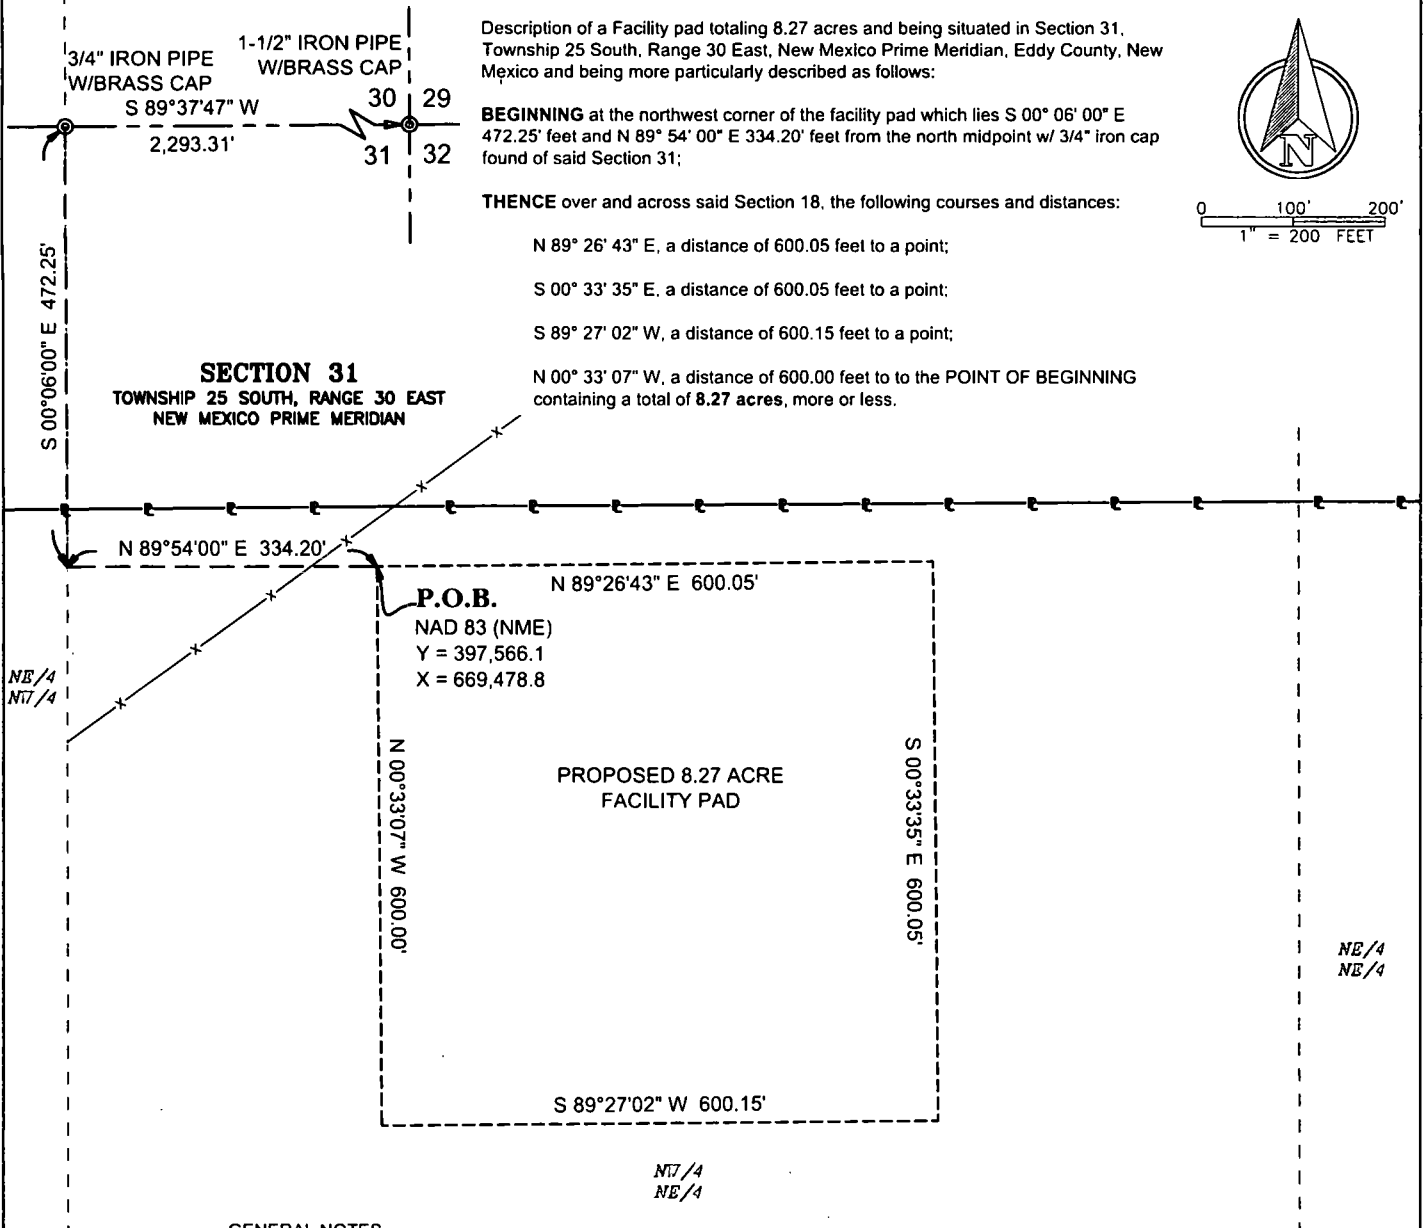 3/4" IRON PIPE
W/BRASS CAP
1-1/2" IRON PIPE
W/BRASS CAP
S 89°37'47" W
2,293.31'
30 29
31 32
Description of a Facility pad totaling 8.27 acres and being situated in Section 31,
Township 25 South, Range 30 East, New Mexico Prime Meridian, Eddy County, New
Mexico and being more particularly described as follows:
BEGINNING at the northwest corner of the facility pad which lies S 00° 06' 00" E
472.25' feet and N 89° 54' 00" E 334.20' feet from the north midpoint w/ 3/4" iron cap
found of said Section 31;
THENCE over and across said Section 18, the following courses and distances:
N 89° 26' 43" E, a distance of 600.05 feet to a point;
S 00° 33' 35" E, a distance of 600.05 feet to a point;
S 89° 27' 02" W, a distance of 600.15 feet to a point;
N 00° 33' 07" W, a distance of 600.00 feet to to the POINT OF BEGINNING
containing a total of 8.27 acres, more or less.
N
0 100' 200'
1" = 200 FEET
S 00°06'00" E 472.25'
SECTION 31
TOWNSHIP 25 SOUTH, RANGE 30 EAST
NEW MEXICO PRIME MERIDIAN
N 89°54'00" E 334.20'
N 89°26'43" E 600.05'
P.O.B.
NAD 83 (NME)
Y = 397,566.1
X = 669,478.8
NE/4
NW/4
N 00°33'07" W 600.00'
PROPOSED 8.27 ACRE
FACILITY PAD
S 00°33'35" E 600.05'
NE/4
NE/4
S 89°27'02" W 600.15'
NW/4
NE/4
GENERAL NOTES